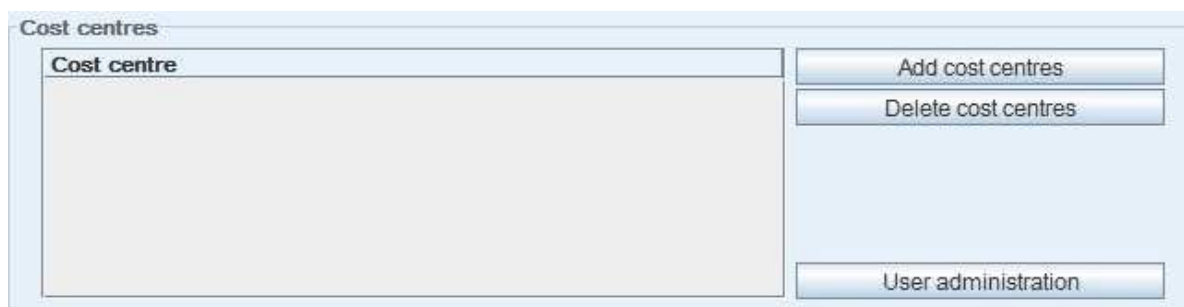 Cost centres
Cost centre
Add cost centres
Delete cost centres
User administration